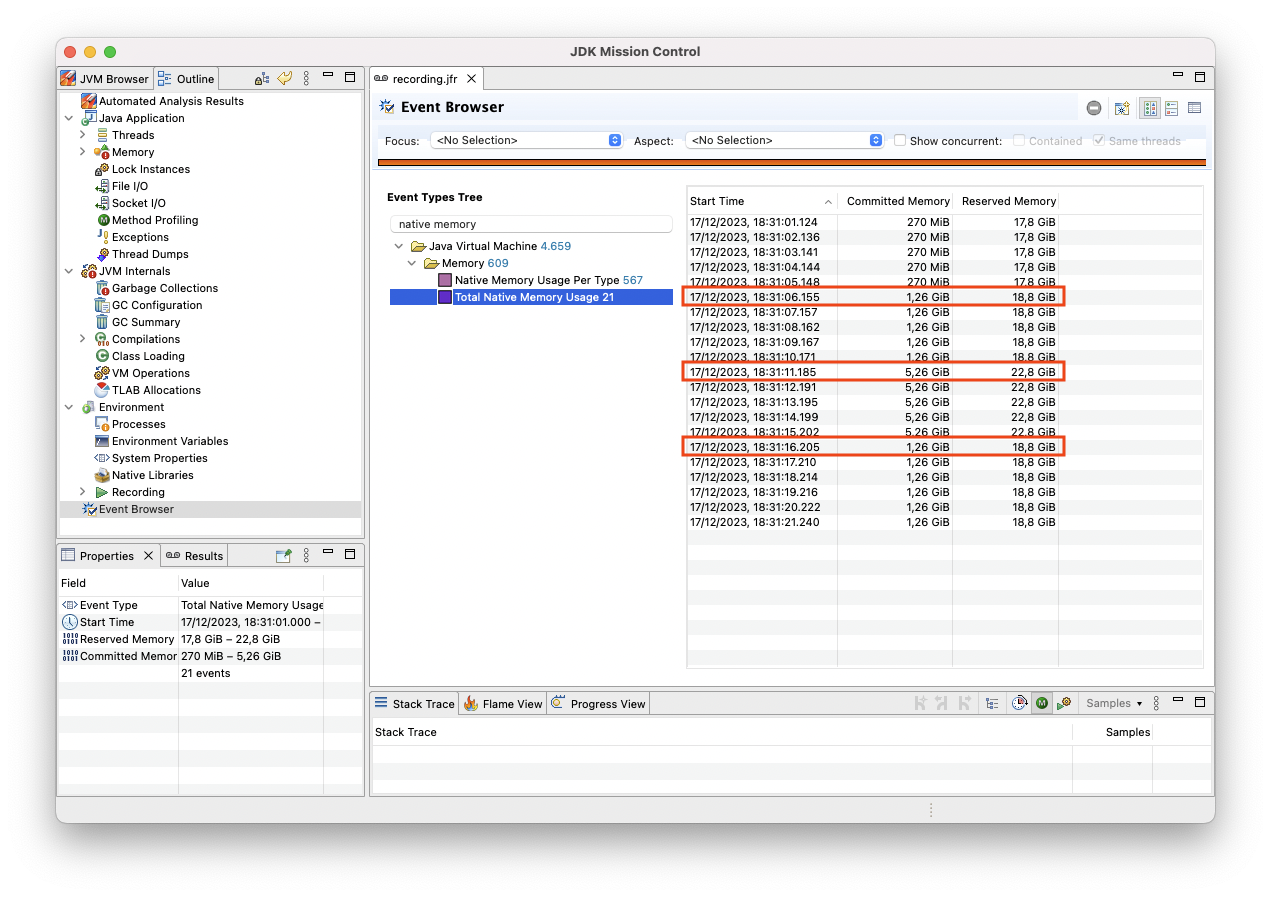 JDK Mission Control
JVM Browser
Outline
Automated Analysis Results
Java Application
Threads
Memory
Lock Instances
File I/O
Socket I/O
Method Profiling
Exceptions
Thread Dumps
JVM Internals
Garbage Collections
GC Configuration
GC Summary
Compilations
Class Loading
VM Operations
TLAB Allocations
Environment
Processes
Environment Variables
System Properties
Native Libraries
Recording
Event Browser
Properties
Results
Field Value
Event Type Total Native Memory Usage
Start Time 17/12/2023, 18:31:01.000 –
Reserved Memory 17,8 GiB – 22,8 GiB
Committed Memor 270 MiB – 5,26 GiB
21 events
recording.jfr
Event Browser
Focus: <No Selection> Aspect: <No Selection> Show concurrent: Contained Same threads
Event Types Tree
native memory
Java Virtual Machine 4.659
Memory 609
Native Memory Usage Per Type 567
Total Native Memory Usage 21
Start Time Committed Memory Reserved Memory
17/12/2023, 18:31:01.124 270 MiB 17,8 GiB
17/12/2023, 18:31:02.136 270 MiB 17,8 GiB
17/12/2023, 18:31:03.141 270 MiB 17,8 GiB
17/12/2023, 18:31:04.144 270 MiB 17,8 GiB
17/12/2023, 18:31:05.148 270 MiB 17,8 GiB
17/12/2023, 18:31:06.155 1,26 GiB 18,8 GiB
17/12/2023, 18:31:07.157 1,26 GiB 18,8 GiB
17/12/2023, 18:31:08.162 1,26 GiB 18,8 GiB
17/12/2023, 18:31:09.167 1,26 GiB 18,8 GiB
17/12/2023, 18:31:10.171 1,26 GiB 18,8 GiB
17/12/2023, 18:31:11.185 5,26 GiB 22,8 GiB
17/12/2023, 18:31:12.191 5,26 GiB 22,8 GiB
17/12/2023, 18:31:13.195 5,26 GiB 22,8 GiB
17/12/2023, 18:31:14.199 5,26 GiB 22,8 GiB
17/12/2023, 18:31:15.202 5,26 GiB 22,8 GiB
17/12/2023, 18:31:16.205 1,26 GiB 18,8 GiB
17/12/2023, 18:31:17.210 1,26 GiB 18,8 GiB
17/12/2023, 18:31:18.214 1,26 GiB 18,8 GiB
17/12/2023, 18:31:19.216 1,26 GiB 18,8 GiB
17/12/2023, 18:31:20.222 1,26 GiB 18,8 GiB
17/12/2023, 18:31:21.240 1,26 GiB 18,8 GiB
Stack Trace
Flame View
Progress View
Samples
Stack Trace Samples